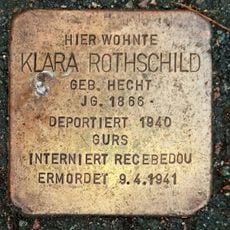 HIER WOHNTE
KLARA ROTHSCHILD
GEB. HECHT
JG. 1866
DEPORTIERT 1940
GURS
INTERNIERT RECEBEDOU
ERMORDET 9.4.1941